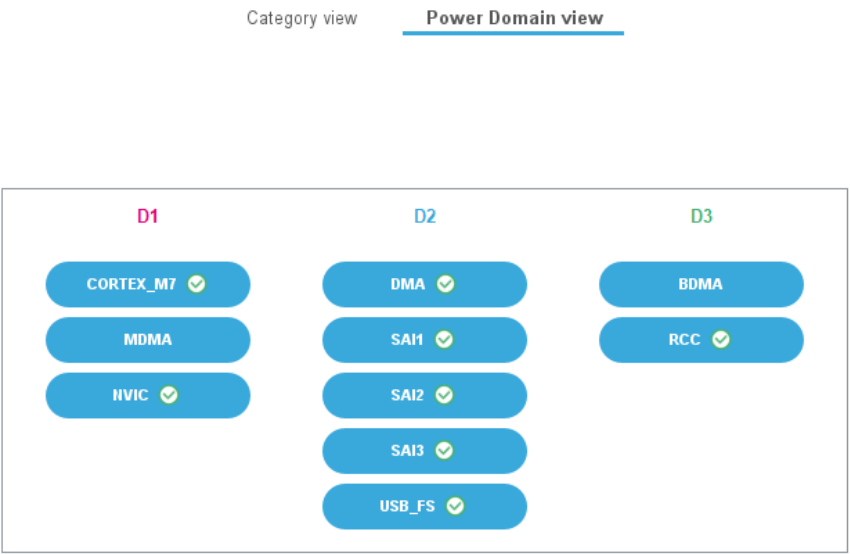 Category view
Power Domain view
D1
D2
D3
CORTEX_M7
DMA
BDMA
MDMA
SAI1
RCC
NVIC
SAI2
SAI3
USB_FS